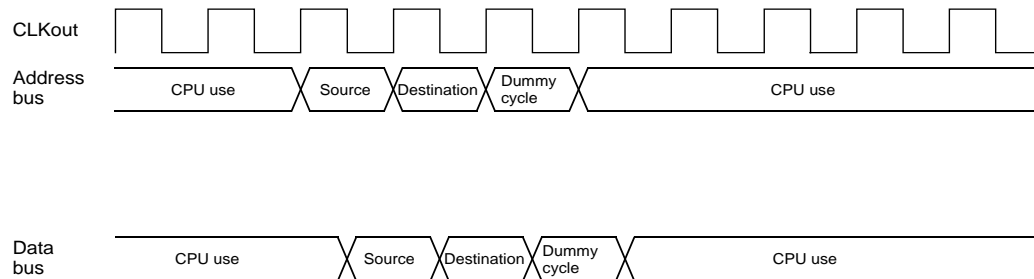 CLKout
Address
bus
CPU use
Source
Destination
Dummy
cycle
CPU use
Data
bus
CPU use
Source
Destination
Dummy
cycle
CPU use